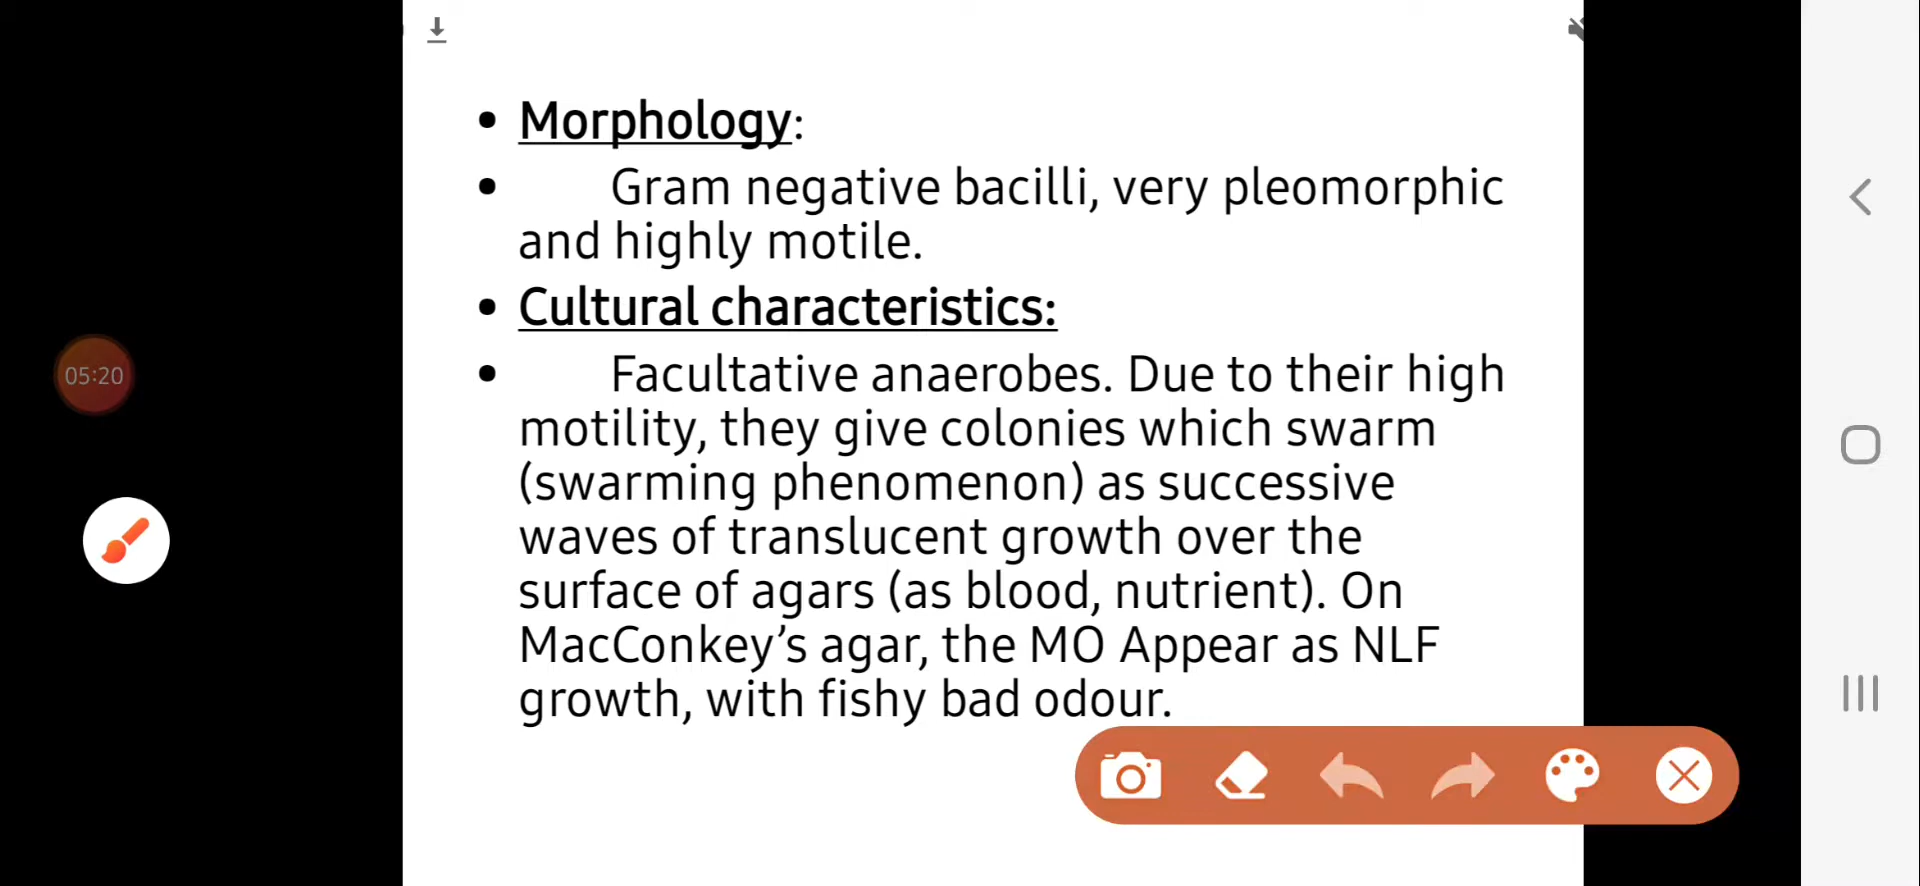 • Morphology:
• Gram negative bacilli, very pleomorphic
and highly motile.
• Cultural characteristics:
• Facultative anaerobes. Due to their high
motility, they give colonies which swarm
(swarming phenomenon) as successive
waves of translucent growth over the
surface of agars (as blood, nutrient). On
MacConkey’s agar, the MO Appear as NLF
growth, with fishy bad odour.
05:20